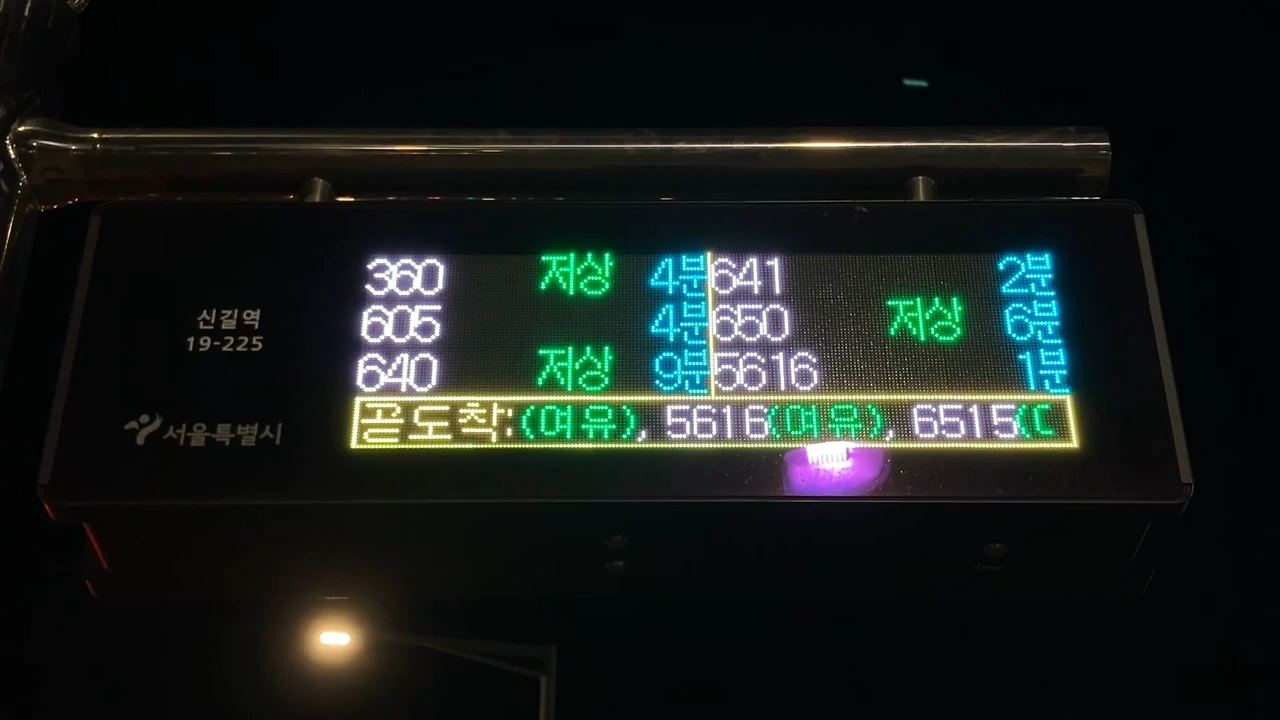 신길역
19-225
서울특별시
360 저상 4분
605 4분
640 저상 9분
641 2분
650 저상 6분
5616 1분
곧도착:(여유), 5616(여유), 6515(